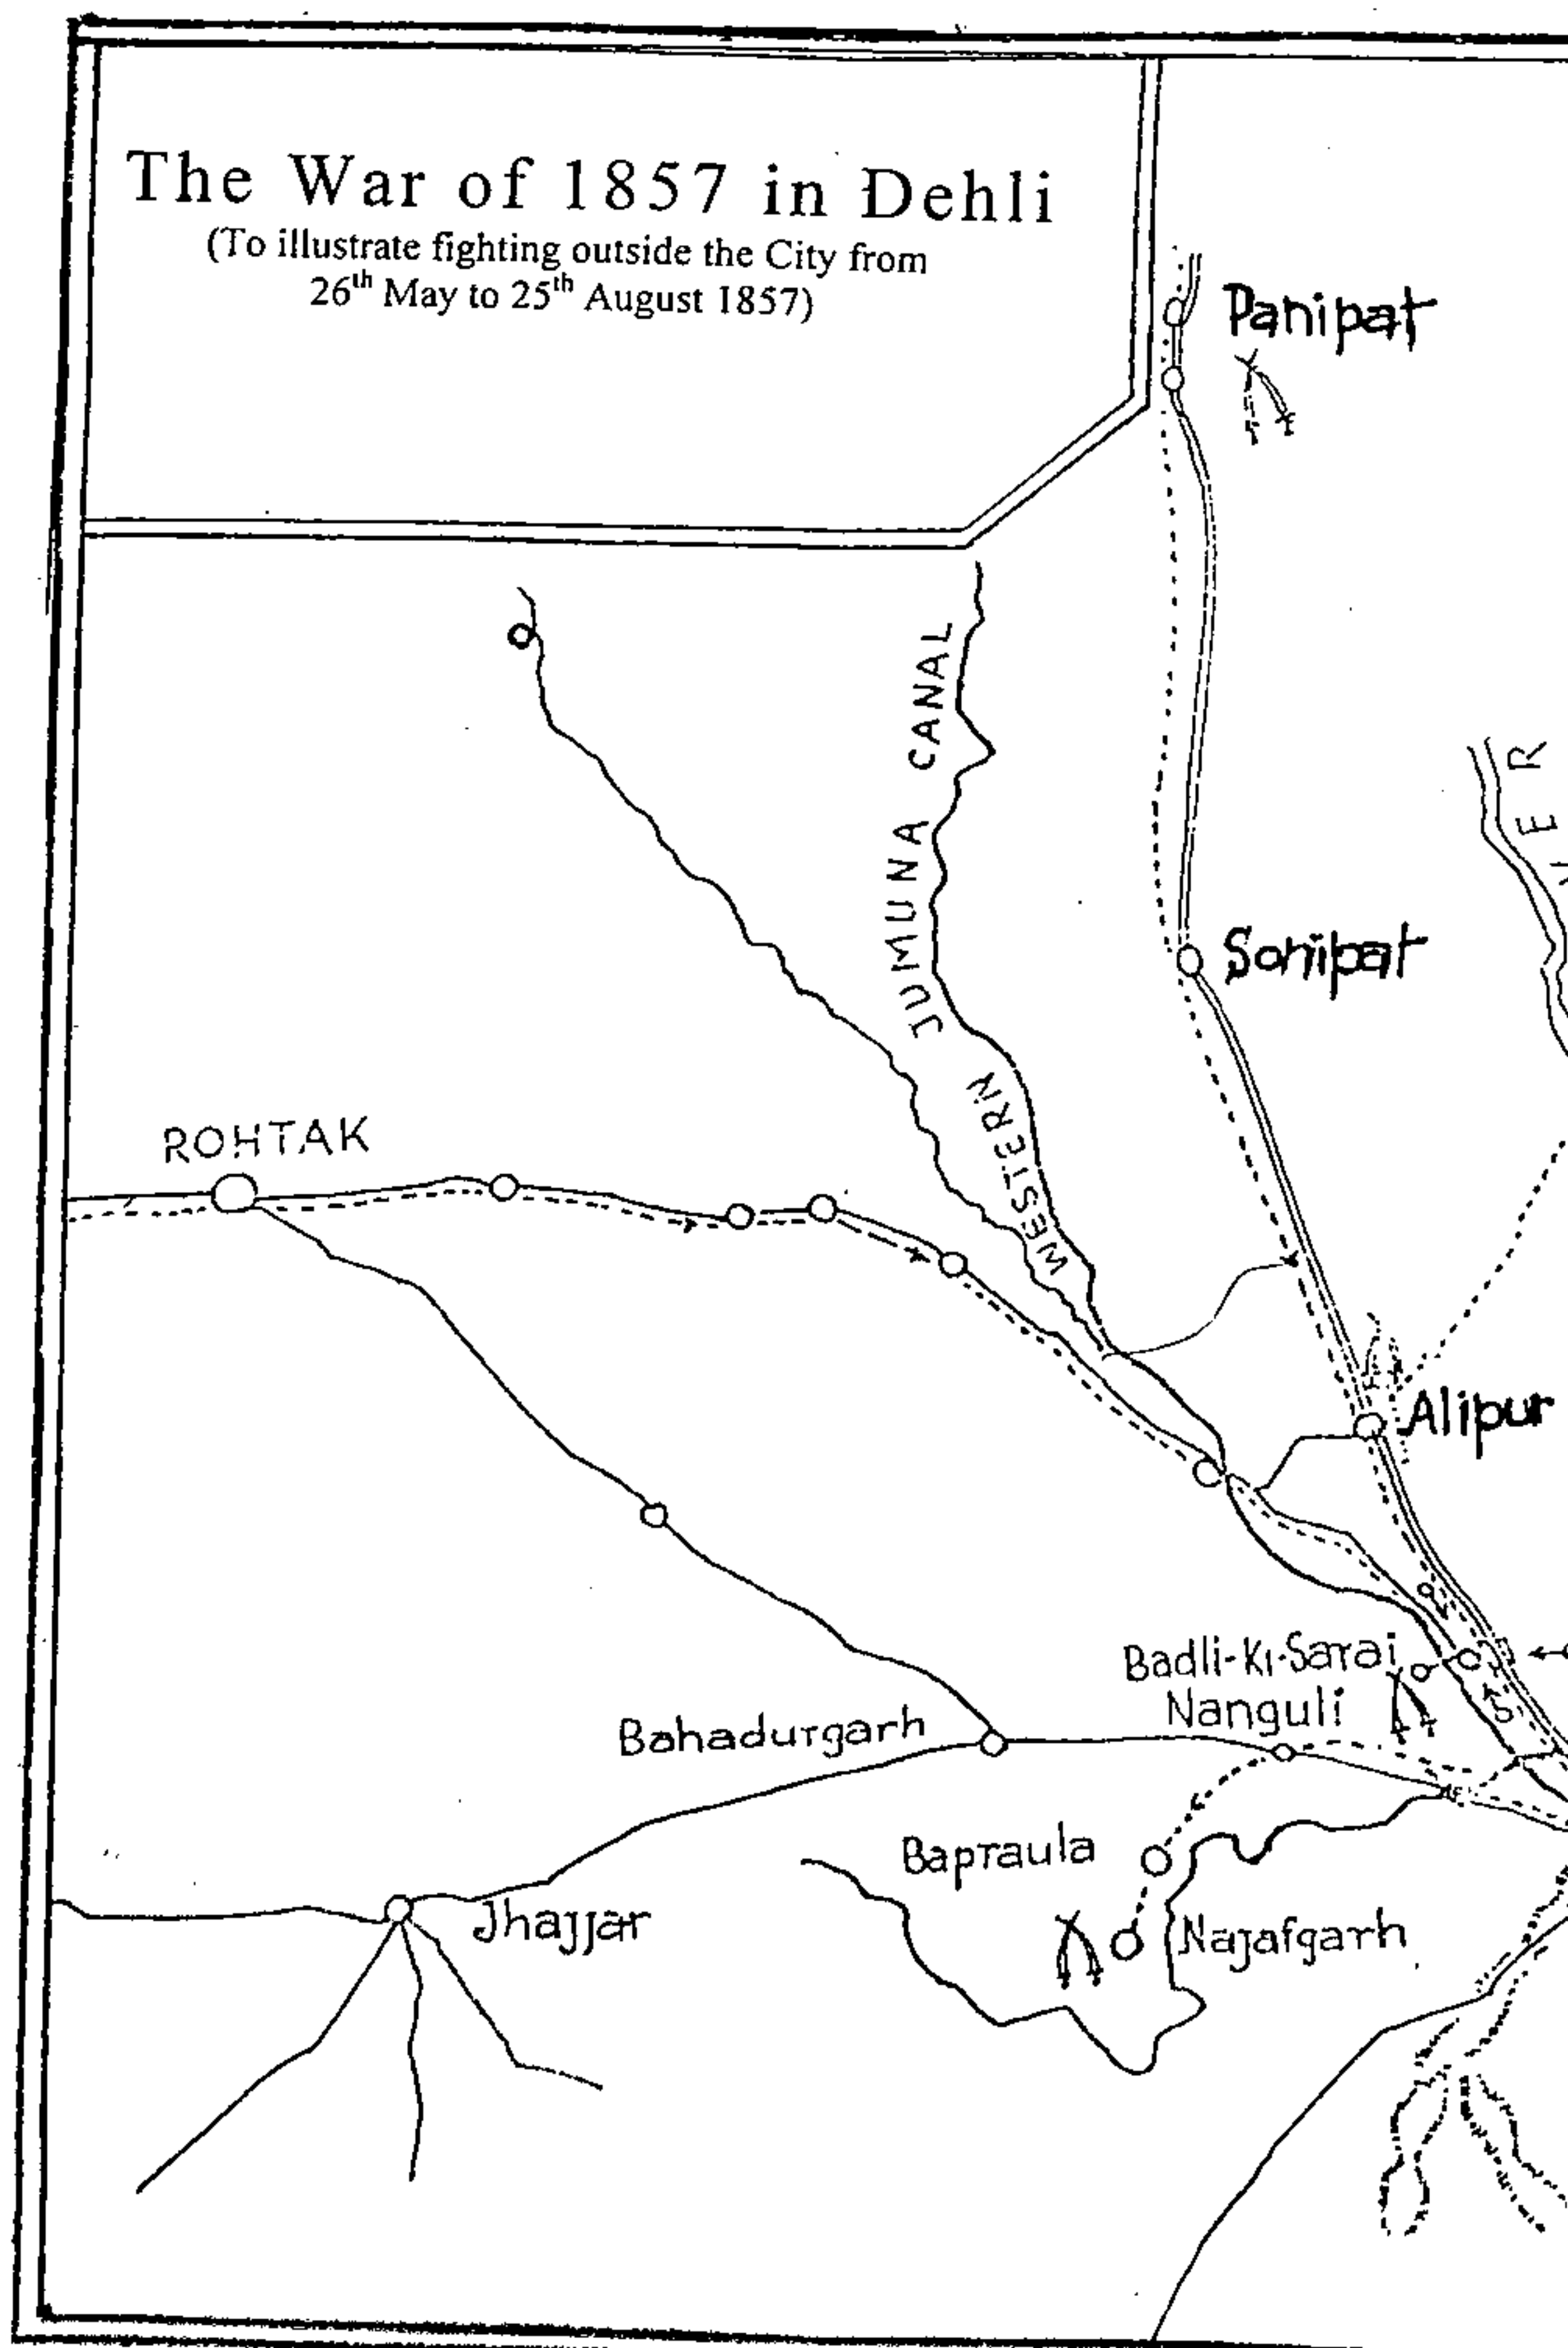 The War of 1857 in Dehli
(To illustrate fighting outside the City from
26th May to 25th August 1857)
Panipat
WESTERN JUMUNA CANAL
Sonipat
ROHTAK
Alipur
Badli-Ki-Sarai
Nanguli
Bahadurgarh
Bapraula
Jhajjar
Najafgarh